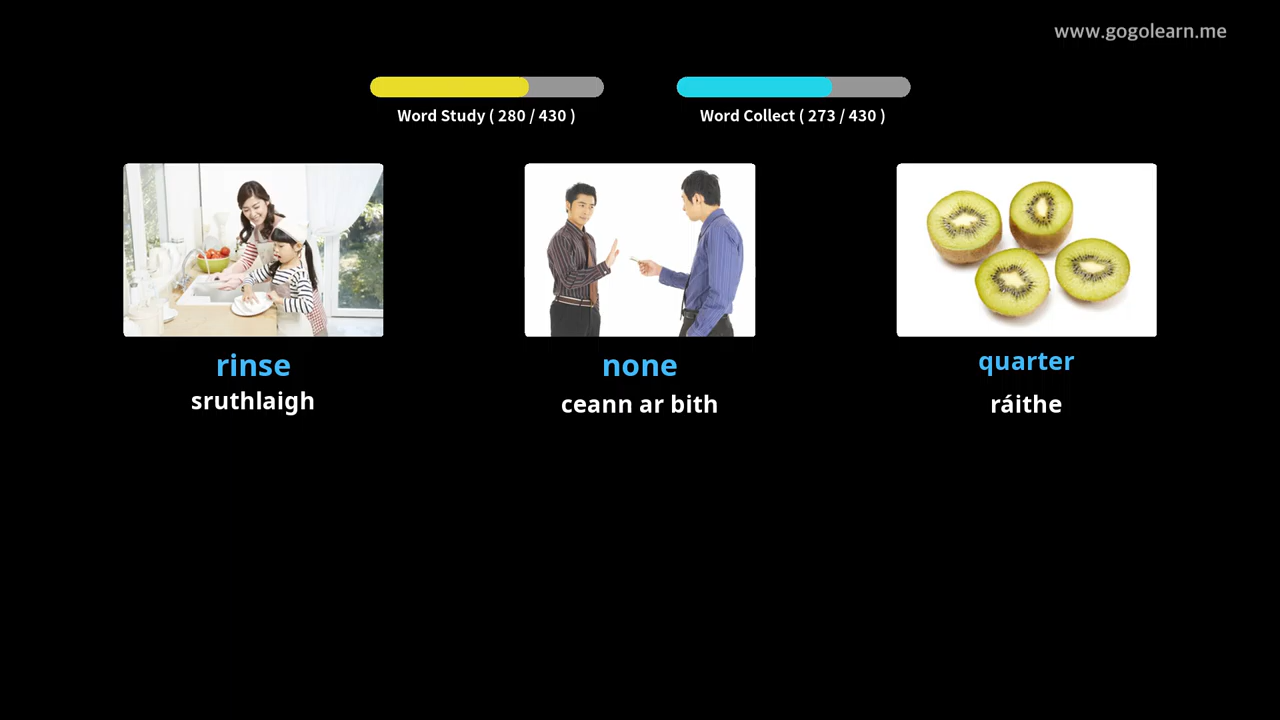 www.gogolearn.me
Word Study ( 280 / 430 )
Word Collect ( 273 / 430 )
rinse
sruthlaigh
none
ceann ar bith
quarter
ráithe